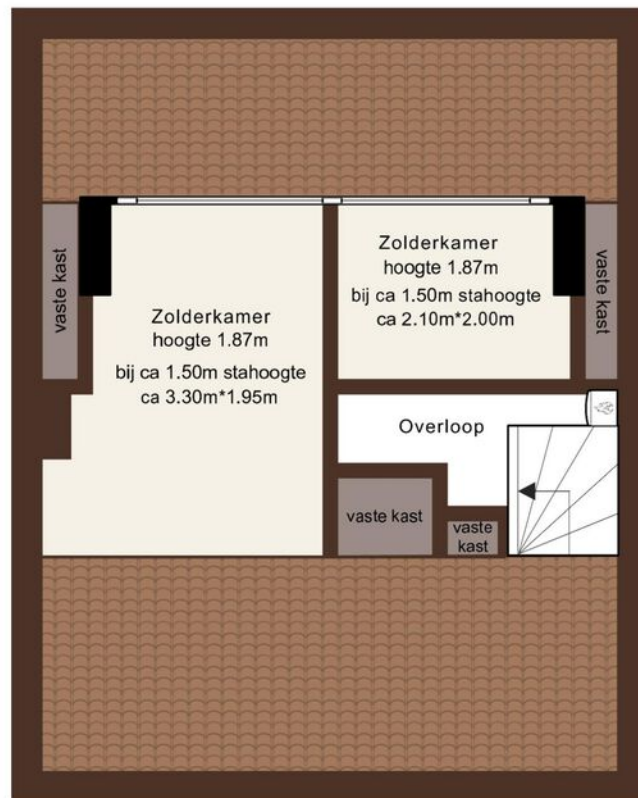 Zolderkamer
hoogte 1.87m
bij ca 1.50m stahoogte
ca 3.30m*1.95m
Zolderkamer
hoogte 1.87m
bij ca 1.50m stahoogte
ca 2.10m*2.00m
vaste kast
vaste kast
Overloop
vaste kast
vaste
kast